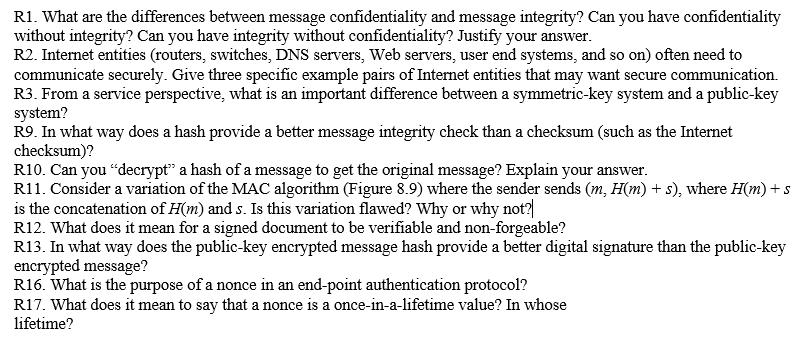 R1. What are the differences between message confidentiality and message integrity? Can you have confidentiality
without integrity? Can you have integrity without confidentiality? Justify your answer.
R2. Internet entities (routers, switches, DNS servers, Web servers, user end systems, and so on) often need to
communicate securely. Give three specific example pairs of Internet entities that may want secure communication.
R3. From a service perspective, what is an important difference between a symmetric-key system and a public-key
system?
R9. In what way does a hash provide a better message integrity check than a checksum (such as the Internet
checksum)?
R10. Can you “decrypt” a hash of a message to get the original message? Explain your answer.
R11. Consider a variation of the MAC algorithm (Figure 8.9) where the sender sends (m, H(m) + s), where H(m) + s
is the concatenation of H(m) and s. Is this variation flawed? Why or why not?
R12. What does it mean for a signed document to be verifiable and non-forgeable?
R13. In what way does the public-key encrypted message hash provide a better digital signature than the public-key
encrypted message?
R16. What is the purpose of a nonce in an end-point authentication protocol?
R17. What does it mean to say that a nonce is a once-in-a-lifetime value? In whose
lifetime?